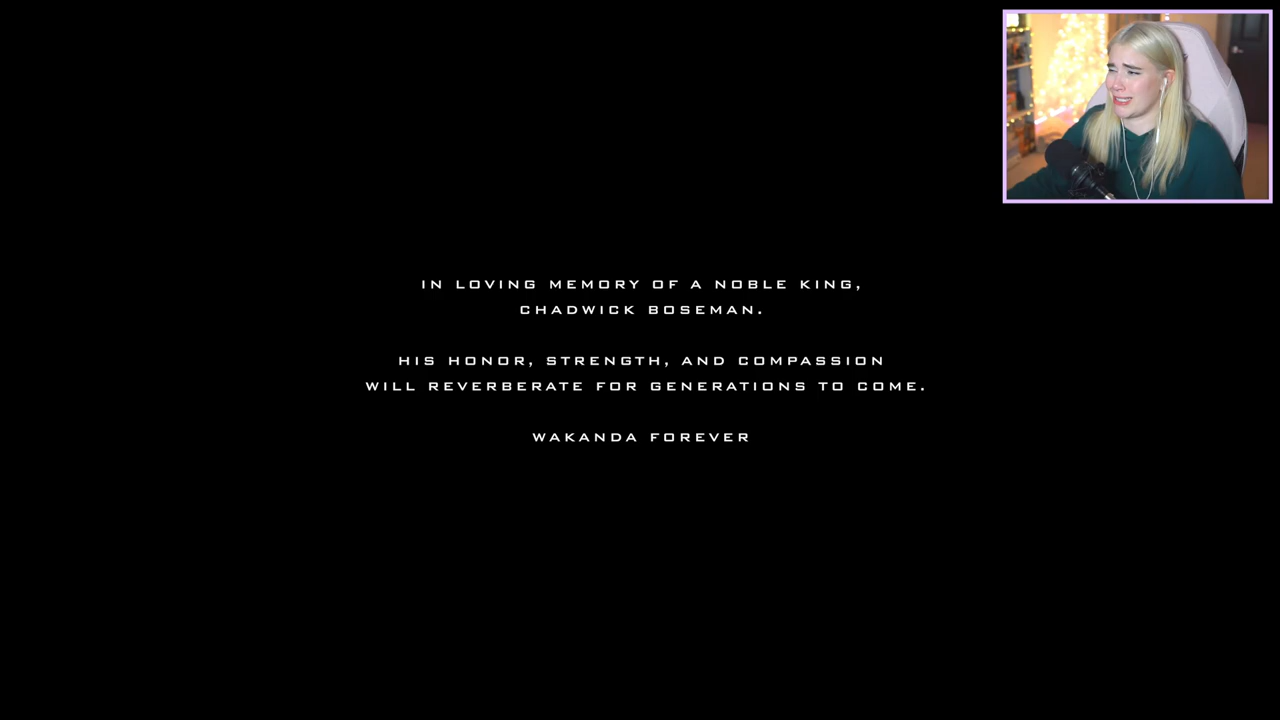 IN LOVING MEMORY OF A NOBLE KING,
CHADWICK BOSEMAN.
HIS HONOR, STRENGTH, AND COMPASSION
WILL REVERBERATE FOR GENERATIONS TO COME.
WAKANDA FOREVER